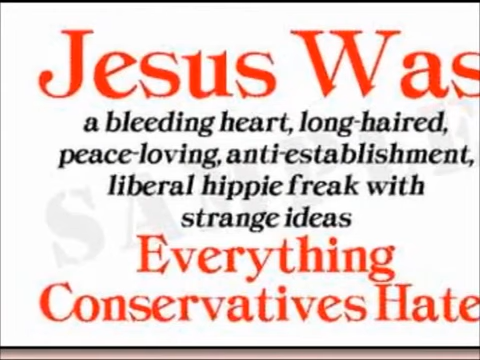 Jesus Was
a bleeding heart, long-haired,
peace-loving, anti-establishment,
liberal hippie freak with
strange ideas
Everything
Conservatives Hate
SAMPLE